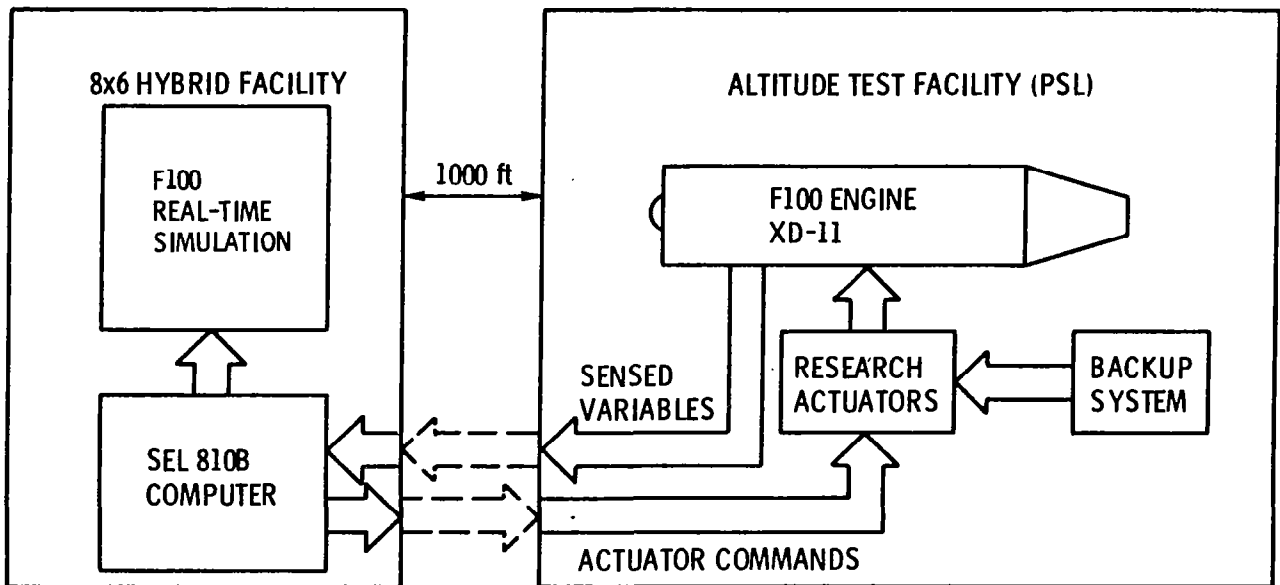 8x6 HYBRID FACILITY
F100
REAL-TIME
SIMULATION
SEL 810B
COMPUTER
1000 ft
ALTITUDE TEST FACILITY (PSL)
F100 ENGINE
XD-11
SENSED
VARIABLES
RESEARCH
ACTUATORS
BACKUP
SYSTEM
ACTUATOR COMMANDS